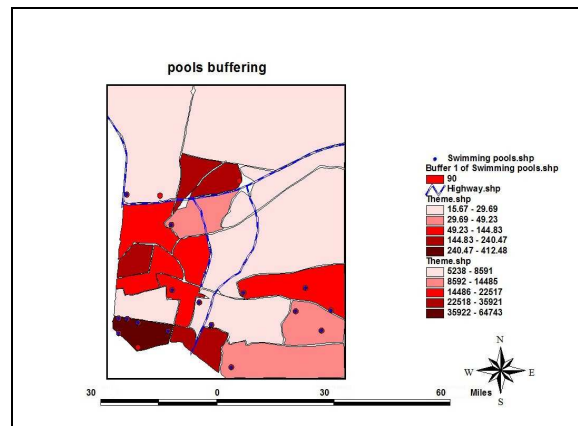 pools buffering
Swimming pools.shp
Buffer 1 of Swimming pools.shp
90
Highway.shp
Theme.shp
15.67 - 29.69
29.69 - 49.23
49.23 - 144.83
144.83 - 240.47
240.47 - 412.48
Theme.shp
5238 - 8591
8592 - 14485
14486 - 22517
22518 - 35921
35922 - 64743
N
W E
S
30 0 30 60 Miles